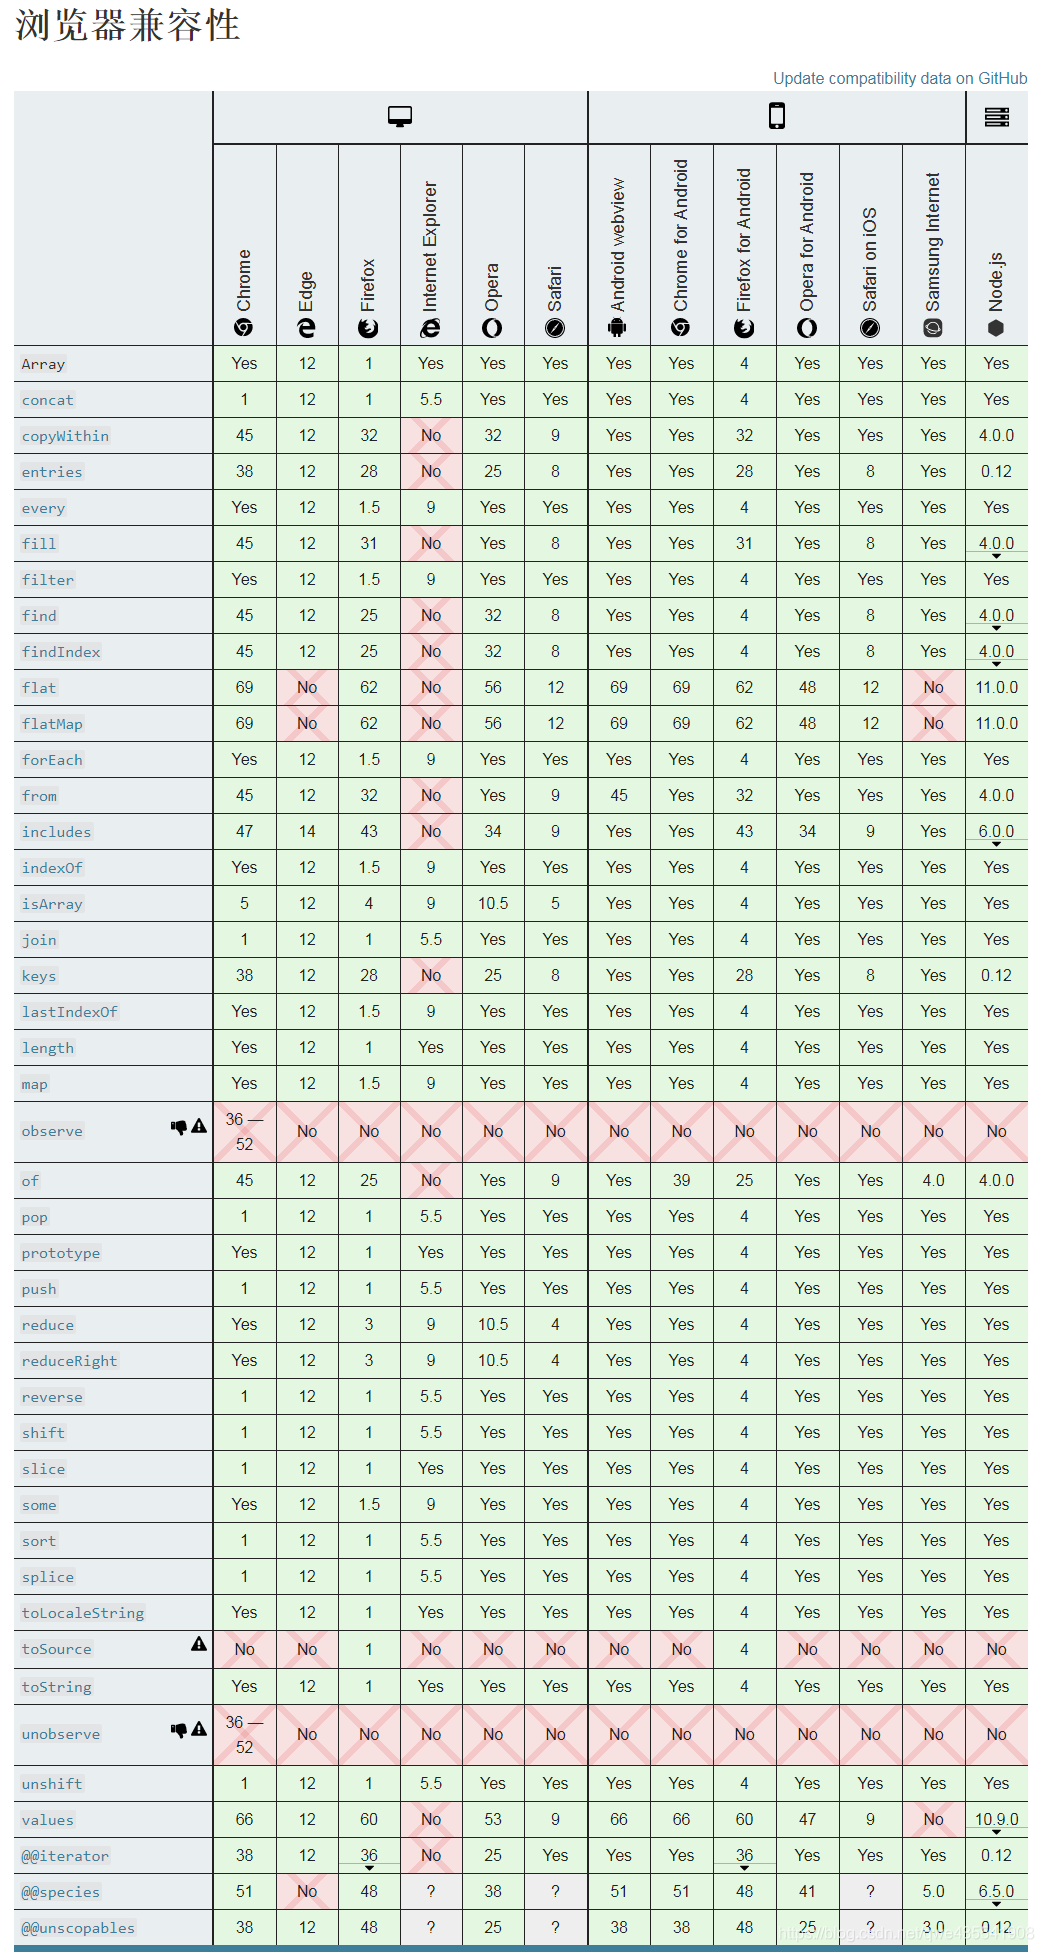 浏览器兼容性
Update compatibility data on GitHub
Chrome Edge Firefox Internet Explorer Opera Safari Android webview Chrome for Android Firefox for Android Opera for Android Safari on iOS Samsung Internet Node.js
Array Yes 12 1 Yes Yes Yes Yes Yes 4 Yes Yes Yes Yes
concat 1 12 1 5.5 Yes Yes Yes Yes 4 Yes Yes Yes Yes
copyWithin 45 12 32 No 32 9 Yes Yes 32 Yes Yes Yes 4.0.0
entries 38 12 28 No 25 8 Yes Yes 28 Yes 8 Yes 0.12
every Yes 12 1.5 9 Yes Yes Yes Yes 4 Yes Yes Yes Yes
fill 45 12 31 No Yes 8 Yes Yes 31 Yes 8 Yes 4.0.0
filter Yes 12 1.5 9 Yes Yes Yes Yes 4 Yes Yes Yes Yes
find 45 12 25 No 32 8 Yes Yes 4 Yes 8 Yes 4.0.0
findIndex 45 12 25 No 32 8 Yes Yes 4 Yes 8 Yes 4.0.0
flat 69 No 62 No 56 12 69 69 62 48 12 No 11.0.0
flatMap 69 No 62 No 56 12 69 69 62 48 12 No 11.0.0
forEach Yes 12 1.5 9 Yes Yes Yes Yes 4 Yes Yes Yes Yes
from 45 12 32 No Yes 9 45 Yes 32 Yes Yes Yes 4.0.0
includes 47 14 43 No 34 9 Yes Yes 43 34 9 Yes 6.0.0
indexOf Yes 12 1.5 9 Yes Yes Yes Yes 4 Yes Yes Yes Yes
isArray 5 12 4 9 10.5 5 Yes Yes 4 Yes Yes Yes Yes
join 1 12 1 5.5 Yes Yes Yes Yes 4 Yes Yes Yes Yes
keys 38 12 28 No 25 8 Yes Yes 28 Yes 8 Yes 0.12
lastIndexOf Yes 12 1.5 9 Yes Yes Yes Yes 4 Yes Yes Yes Yes
length Yes 12 1 Yes Yes Yes Yes Yes 4 Yes Yes Yes Yes
map Yes 12 1.5 9 Yes Yes Yes Yes 4 Yes Yes Yes Yes
observe 36 — 52 No No No No No No No No No No No No
of 45 12 25 No Yes 9 Yes 39 25 Yes Yes 4.0 4.0.0
pop 1 12 1 5.5 Yes Yes Yes Yes 4 Yes Yes Yes Yes
prototype Yes 12 1 Yes Yes Yes Yes Yes 4 Yes Yes Yes Yes
push 1 12 1 5.5 Yes Yes Yes Yes 4 Yes Yes Yes Yes
reduce Yes 12 3 9 10.5 4 Yes Yes 4 Yes Yes Yes Yes
reduceRight Yes 12 3 9 10.5 4 Yes Yes 4 Yes Yes Yes Yes
reverse 1 12 1 5.5 Yes Yes Yes Yes 4 Yes Yes Yes Yes
shift 1 12 1 5.5 Yes Yes Yes Yes 4 Yes Yes Yes Yes
slice 1 12 1 Yes Yes Yes Yes Yes 4 Yes Yes Yes Yes
some Yes 12 1.5 9 Yes Yes Yes Yes 4 Yes Yes Yes Yes
sort 1 12 1 5.5 Yes Yes Yes Yes 4 Yes Yes Yes Yes
splice 1 12 1 5.5 Yes Yes Yes Yes 4 Yes Yes Yes Yes
toLocaleString Yes 12 1 Yes Yes Yes Yes Yes 4 Yes Yes Yes Yes
toSource No No 1 No No No No No 4 No No No No
toString Yes 12 1 Yes Yes Yes Yes Yes 4 Yes Yes Yes Yes
unobserve 36 — 52 No No No No No No No No No No No No
unshift 1 12 1 5.5 Yes Yes Yes Yes 4 Yes Yes Yes Yes
values 66 12 60 No 53 9 66 66 60 47 9 No 10.9.0
@@iterator 38 12 36 No 25 Yes Yes Yes 36 Yes Yes Yes 0.12
@@species 51 No 48 ? 38 ? 51 51 48 41 ? 5.0 6.5.0
@@unscopables 38 12 48 ? 25 ? 38 38 48 25 ? 3.0 0.12